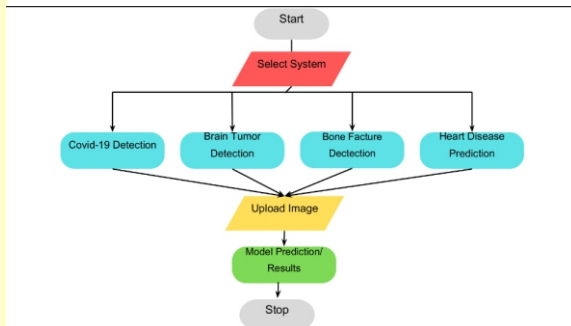 Start
Select System
Covid-19 Detection
Brain Tumor
Detection
Bone Facture
Dectection
Heart Disease
Prediction
Upload Image
Model Prediction/
Results
Stop